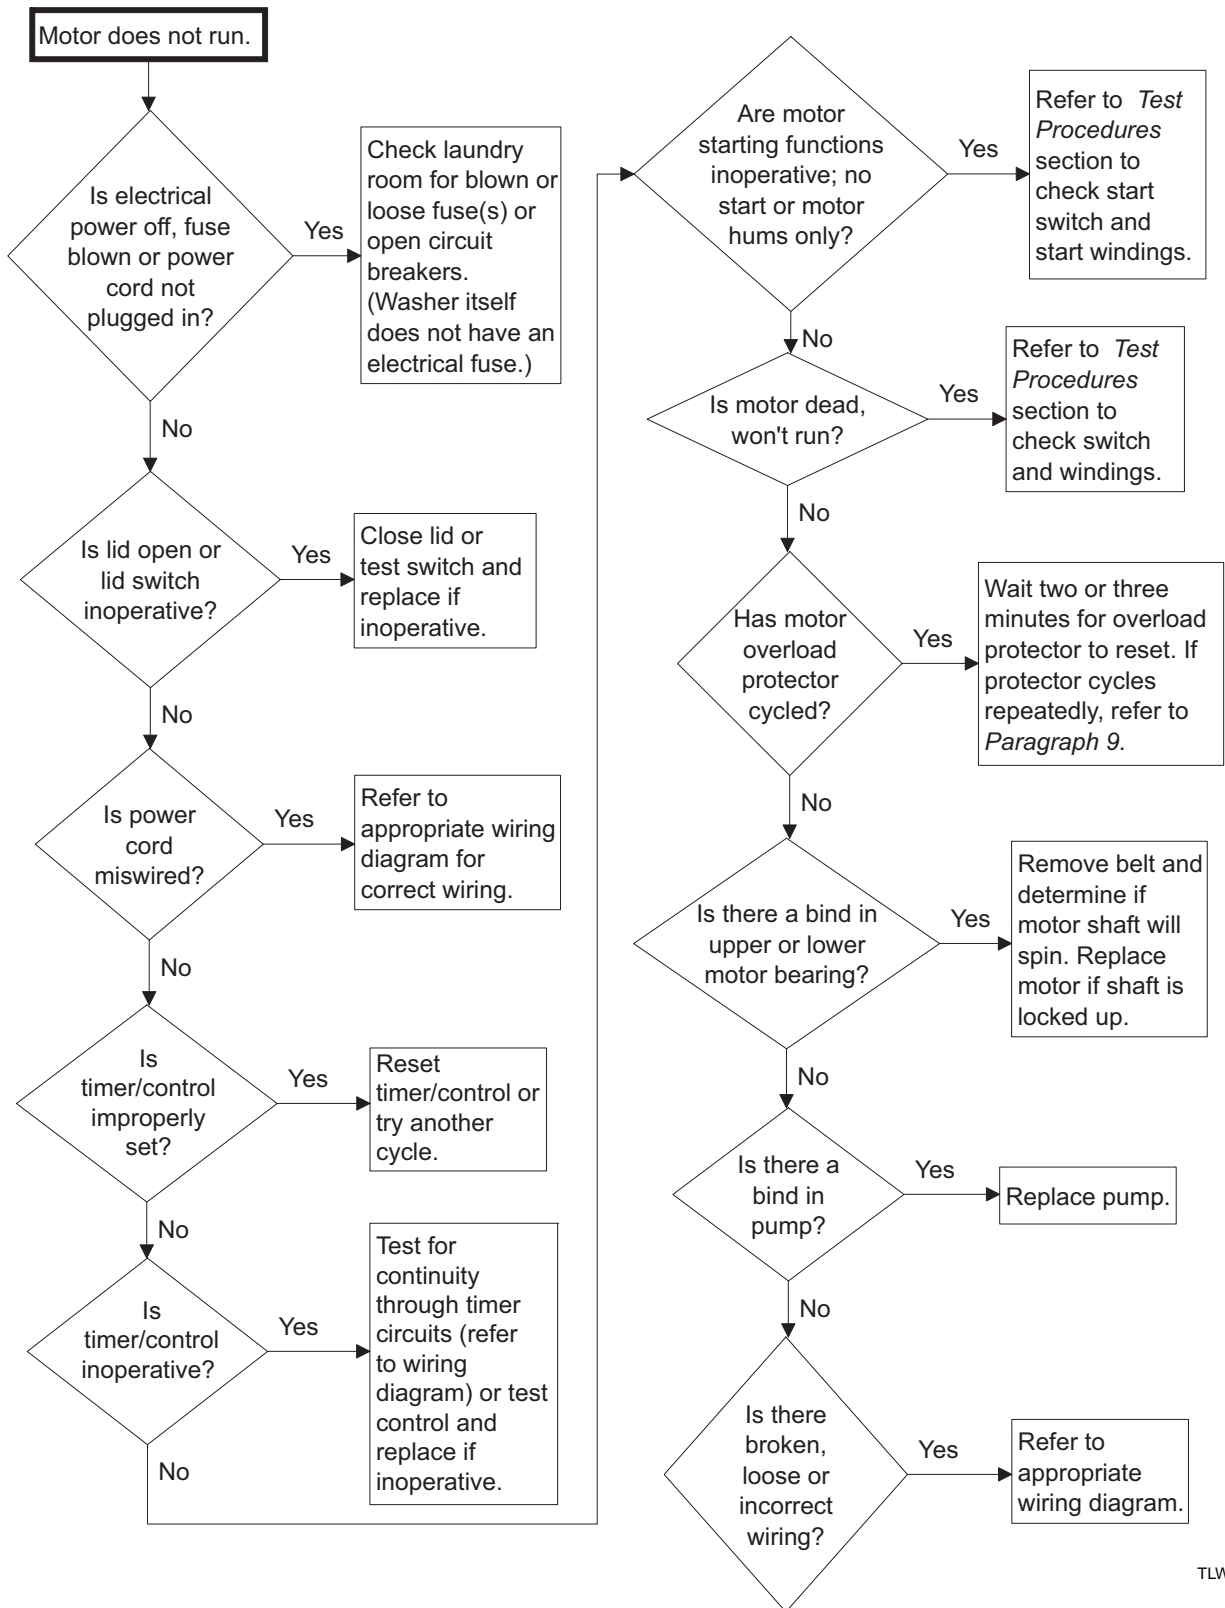 Motor does not run.
Is electrical
power off, fuse
blown or power
cord not
plugged in?
Yes
Check laundry
room for blown or
loose fuse(s) or
open circuit
breakers.
(Washer itself
does not have an
electrical fuse.)
No
Is lid open or
lid switch
inoperative?
Yes
Close lid or
test switch and
replace if
inoperative.
No
Is power
cord
miswired?
Yes
Refer to
appropriate wiring
diagram for
correct wiring.
No
Is
timer/control
improperly
set?
Yes
Reset
timer/control or
try another
cycle.
No
Is
timer/control
inoperative?
Yes
Test for
continuity
through timer
circuits (refer
to wiring
diagram) or test
control and
replace if
inoperative.
No
Are motor
starting functions
inoperative; no
start or motor
hums only?
Yes
Refer to Test
Procedures
section to
check start
switch and
start windings.
No
Is motor dead,
won't run?
Yes
Refer to Test
Procedures
section to
check switch
and windings.
No
Has motor
overload
protector
cycled?
Yes
Wait two or three
minutes for overload
protector to reset. If
protector cycles
repeatedly, refer to
Paragraph 9.
No
Is there a bind in
upper or lower
motor bearing?
Yes
Remove belt and
determine if
motor shaft will
spin. Replace
motor if shaft is
locked up.
No
Is there a
bind in
pump?
Yes
Replace pump.
No
Is there
broken,
loose or
incorrect
wiring?
Yes
Refer to
appropriate
wiring diagram.